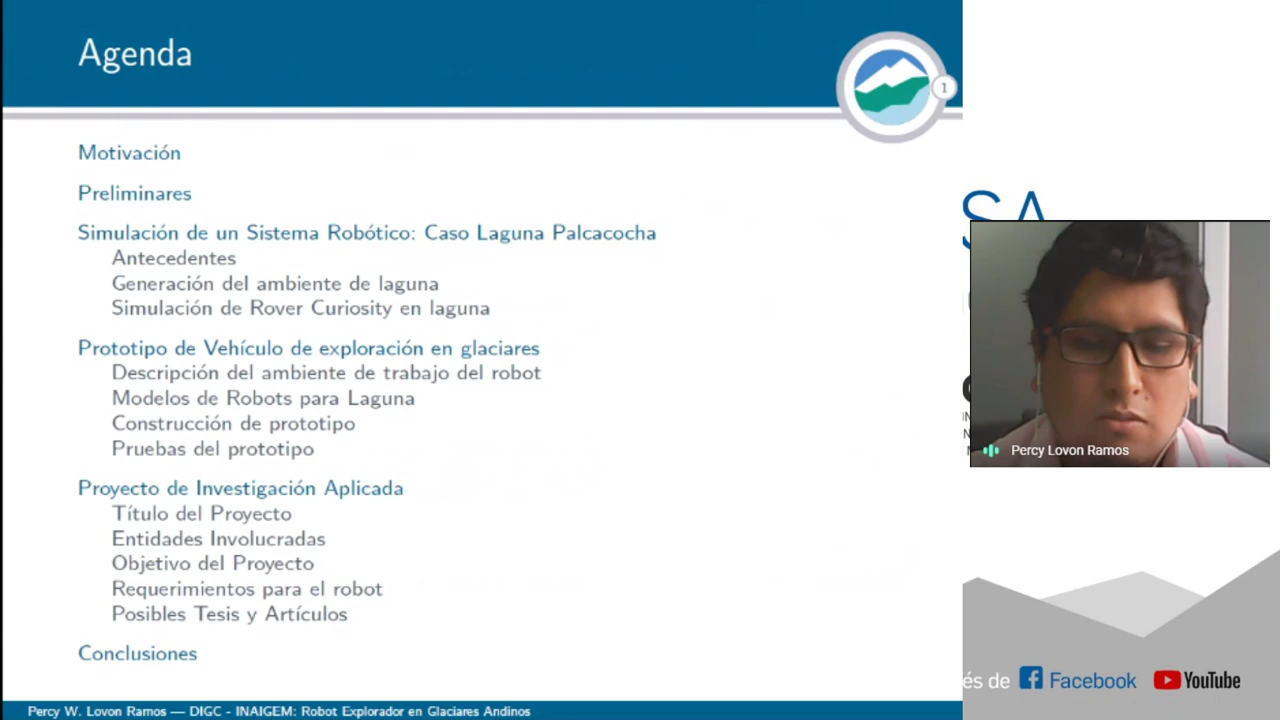 Agenda
1
Motivación
Preliminares
Simulación de un Sistema Robótico: Caso Laguna Palcacocha
Antecedentes
Generación del ambiente de laguna
Simulación de Rover Curiosity en laguna
Prototipo de Vehículo de exploración en glaciares
Descripción del ambiente de trabajo del robot
Modelos de Robots para Laguna
Construcción de prototipo
Pruebas del prototipo
Proyecto de Investigación Aplicada
Título del Proyecto
Entidades Involucradas
Objetivo del Proyecto
Requerimientos para el robot
Posibles Tesis y Artículos
Conclusiones
Percy W. Lovon Ramos — DIGC - INAIGEM: Robot Explorador en Glaciares Andinos
SA
Percy Lovon Ramos
és de Facebook YouTube